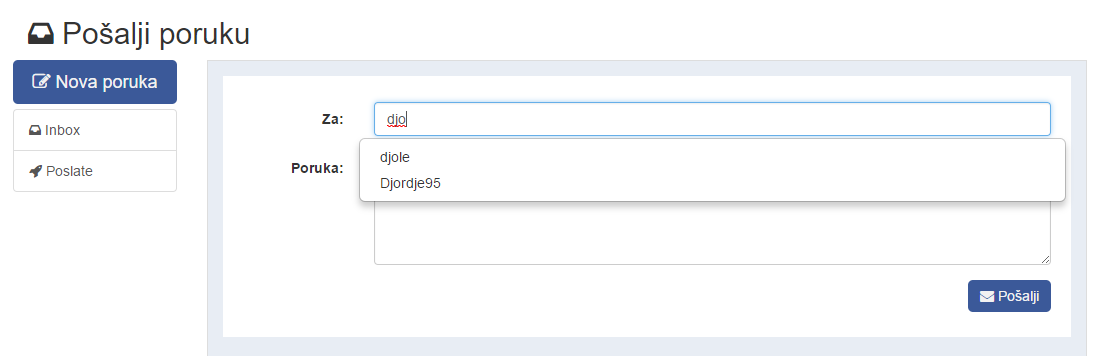 Pošalji poruku
Nova poruka
Inbox
Poslate
Za:
djo
djole
Djordje95
Poruka:
Pošalji